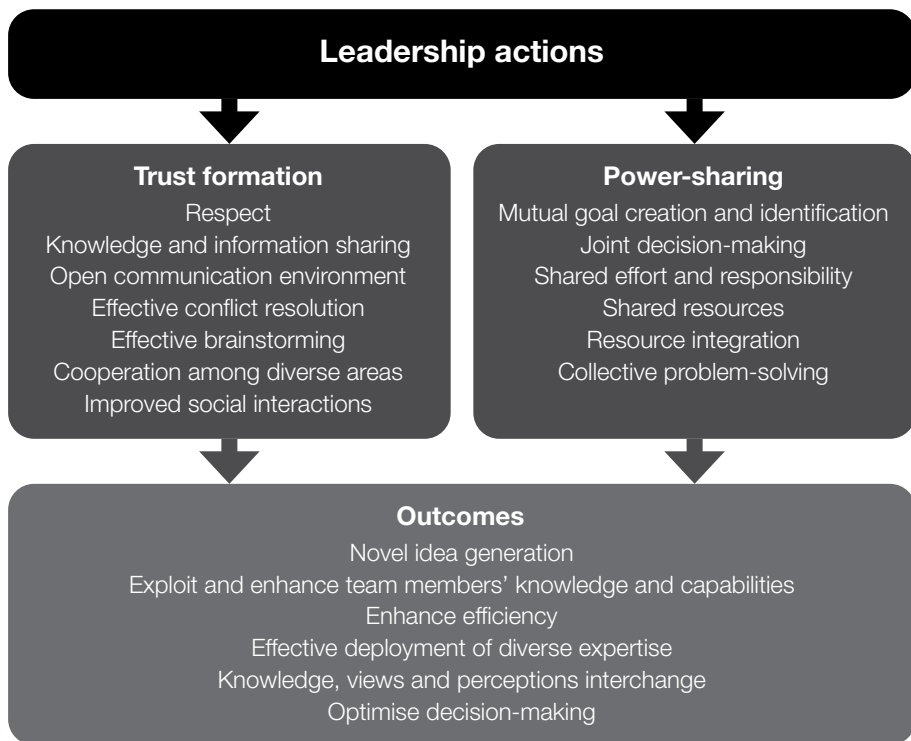 Leadership actions
Trust formation
Respect
Knowledge and information sharing
Open communication environment
Effective conflict resolution
Effective brainstorming
Cooperation among diverse areas
Improved social interactions
Power-sharing
Mutual goal creation and identification
Joint decision-making
Shared effort and responsibility
Shared resources
Resource integration
Collective problem-solving
Outcomes
Novel idea generation
Exploit and enhance team members’ knowledge and capabilities
Enhance efficiency
Effective deployment of diverse expertise
Knowledge, views and perceptions interchange
Optimise decision-making